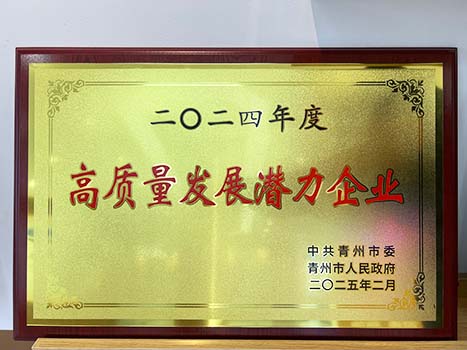 二〇二四年度
高质量发展潜力企业
中共青州市委
青州市人民政府
二〇二五年二月